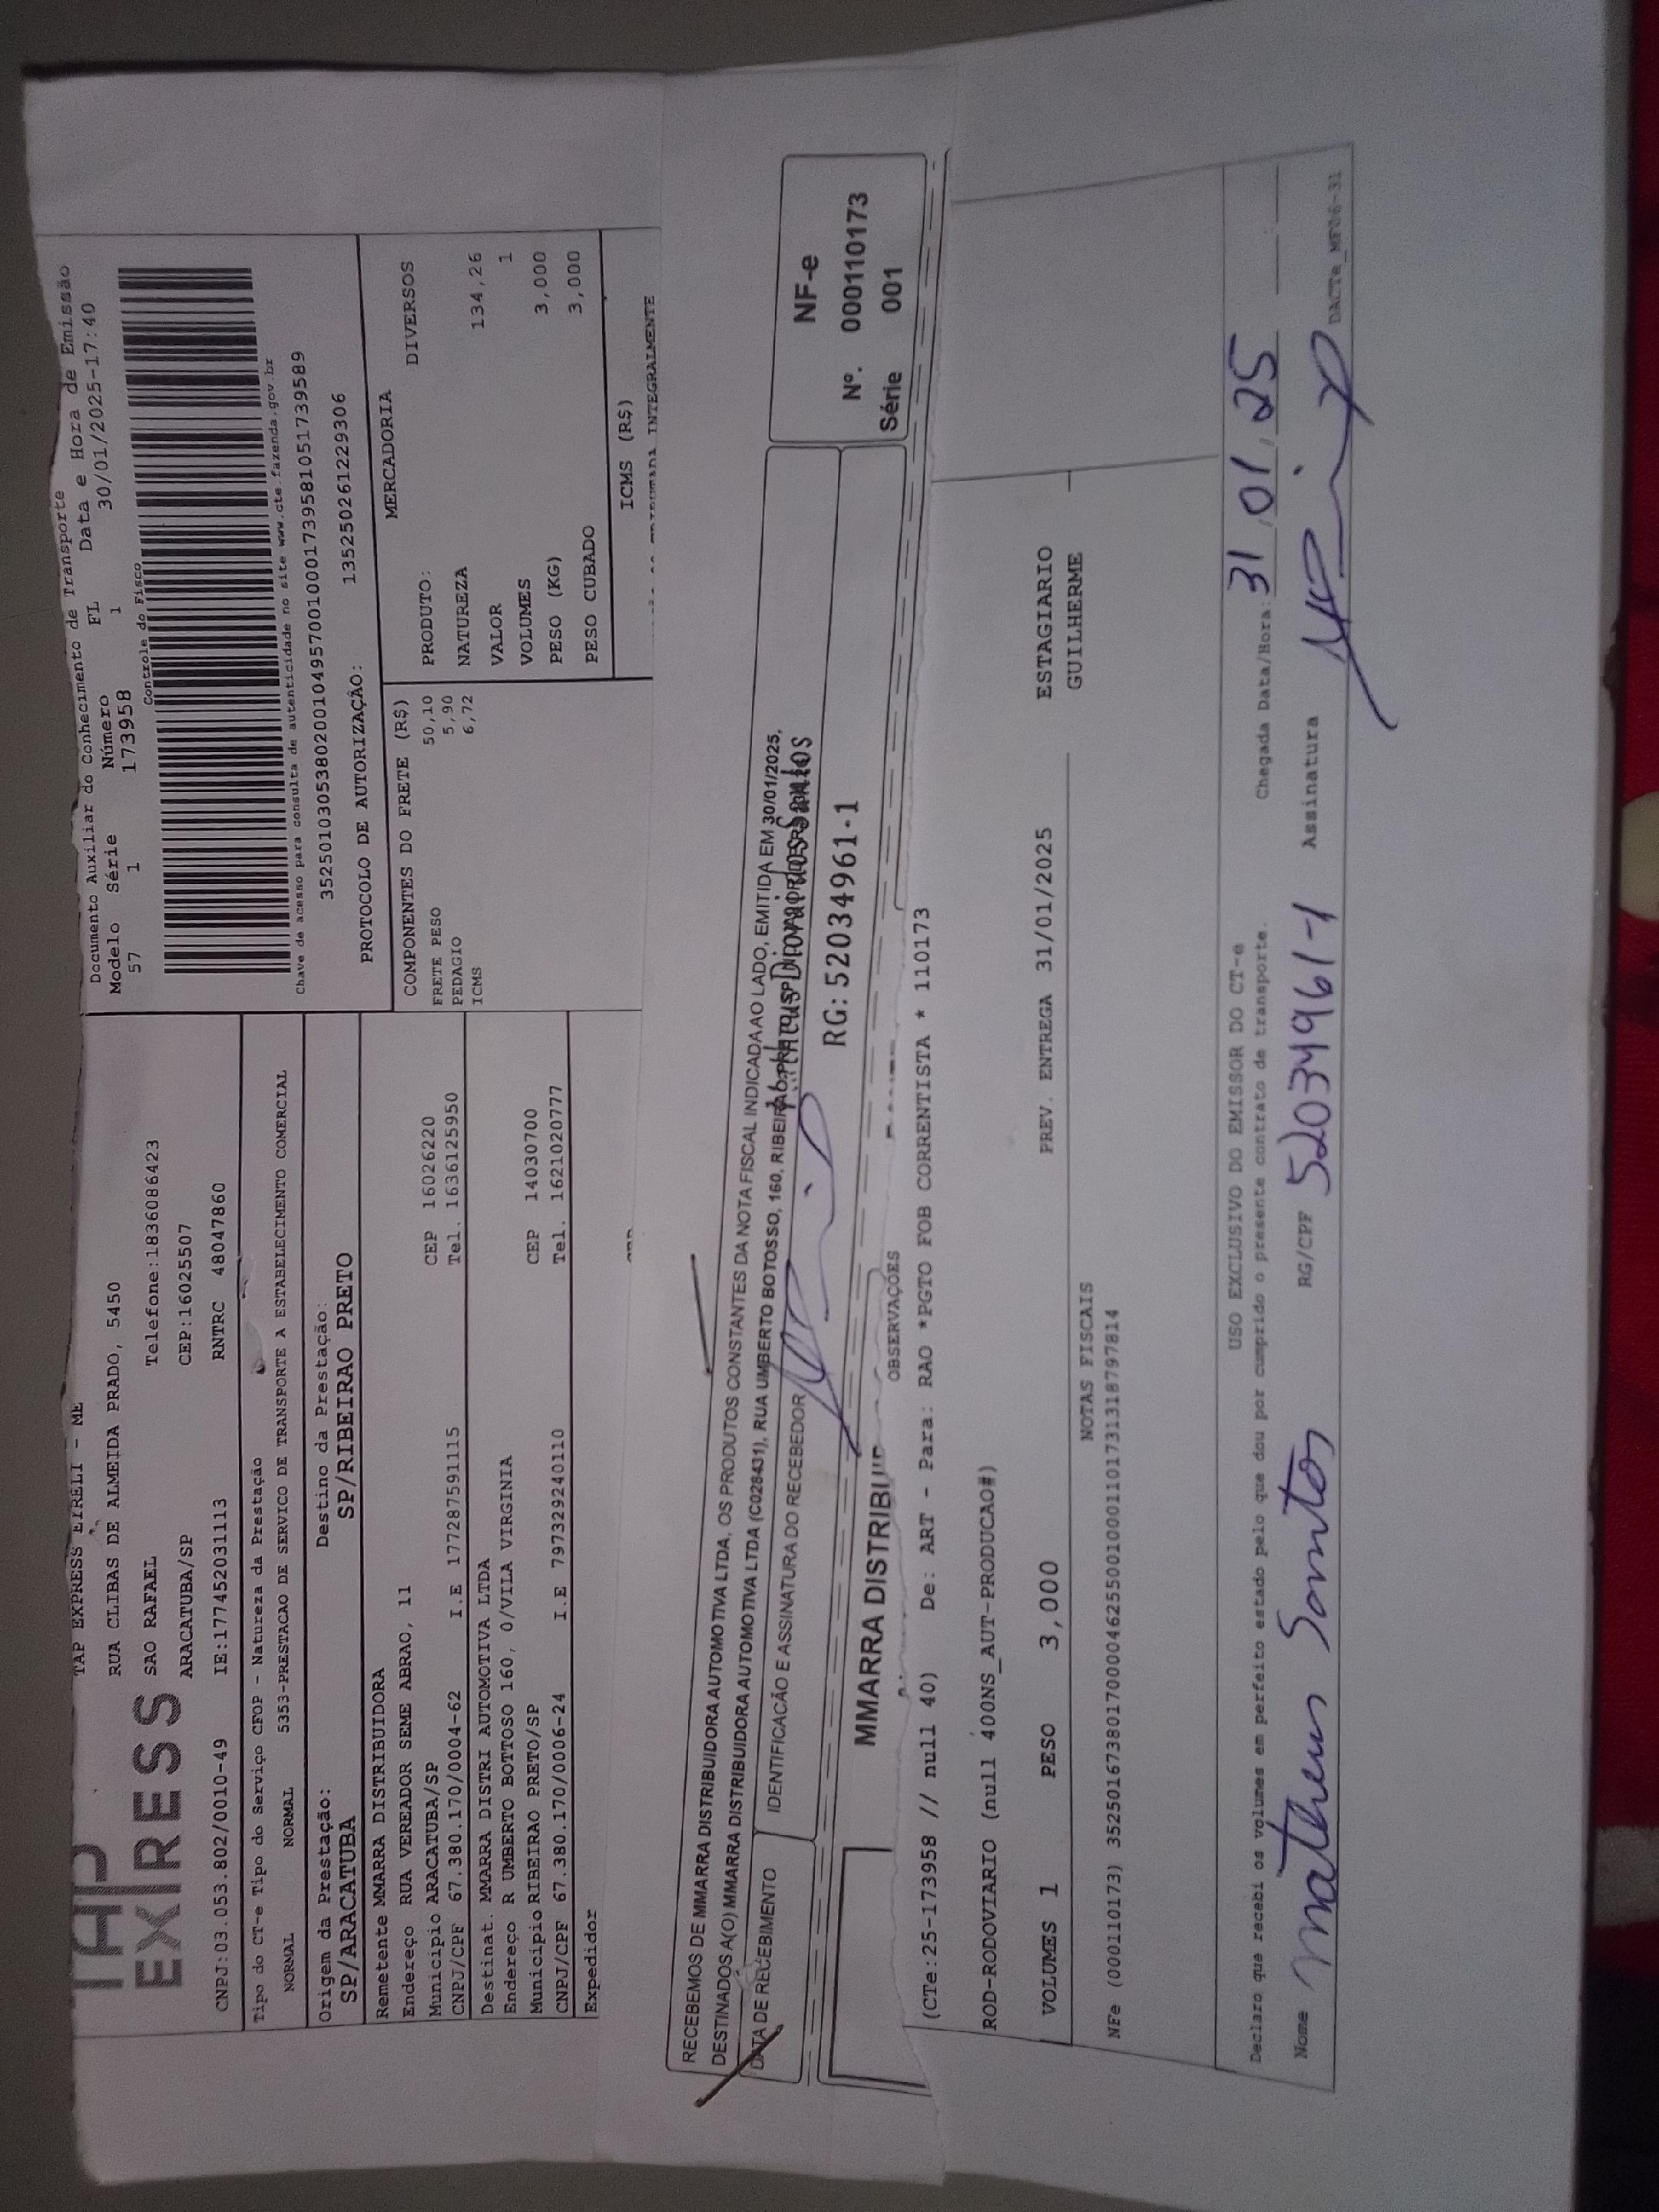 TAP EXPRESS EIRELI - ME
EXPRESS
RUA CLIBAS DE ALMEIDA PRADO, 5450
SAO RAFAEL Telefone:1836086423
ARACATUBA/SP CEP:16025507
CNPJ:03.053.802/0010-49 IE:177452031113 RNTRC 48047860
Documento Auxiliar do Conhecimento de Transporte
Modelo Série Número FL Data e Hora de Emissão
57 1 173958 1 30/01/2025-17:40
Controle do Fisco
Chave de acesso para consulta de autenticidade no site www.cte.fazenda.gov.br
35250103053802001049570010001739581051739589
PROTOCOLO DE AUTORIZAÇÃO: 135250261229306
Tipo do CT-e Tipo do Serviço CFOP - Natureza da Prestação
NORMAL NORMAL 5353-PRESTACAO DE SERVICO DE TRANSPORTE A ESTABELECIMENTO COMERCIAL
Origem da Prestação: Destino da Prestação:
SP/ARACATUBA SP/RIBEIRAO PRETO
Remetente MMARRA DISTRIBUIDORA
Endereço RUA VEREADOR SEME ABRAO, 11
Município ARACATUBA/SP CEP 16026220
CNPJ/CPF 67.380.170/0004-62 I.E 177287591115 Tel. 1636125950
Destinat. MMARRA DISTRI AUTOMOTIVA LTDA
Endereço R UMBERTO BOTTOSO 160, 0/VILA VIRGINIA
Município RIBEIRAO PRETO/SP CEP 14030700
CNPJ/CPF 67.380.170/0006-24 I.E 797329240110 Tel. 1621020777
Expedidor
COMPONENTES DO FRETE (R$)
FRETE PESO 50,10
PEDAGIO 5,90
ICMS 6,72
MERCADORIA
PRODUTO: DIVERSOS
NATUREZA
VALOR 134,26
VOLUMES 1
PESO (KG) 3,000
PESO CUBADO 3,000
ICMS (R$)
INTEGRALMENTE
RECEBEMOS DE MMARRA DISTRIBUIDORA AUTOMOTIVA LTDA, OS PRODUTOS CONSTANTES DA NOTA FISCAL INDICADA AO LADO, EMITIDA EM 30/01/2025,
DESTINADOS A(O) MMARRA DISTRIBUIDORA AUTOMOTIVA LTDA (C028431), RUA UMBERTO BOTOSSO, 160,
DATA DE RECEBIMENTO IDENTIFICAÇÃO E ASSINATURA DO RECEBEDOR
Santos
RG: 52034961-1
NF-e
Nº. 000110173
Série 001
MMARRA DISTRIBUI
OBSERVAÇÕES
(CTe:25-173958 // null 40) De: ART - Para: RAO *PGTO FOB CORRENTISTA * 110173
ROD-RODOVIARIO (null 400NS_AUT-PRODUCAO#)
VOLUMES 1 PESO 3,000 PREV. ENTREGA 31/01/2025 ESTAGIARIO
GUILHERME
NOTAS FISCAIS
NFe (000110173) 35250167380170000462550010001101731318797814
USO EXCLUSIVO DO EMISSOR DO CT-e
Declaro que recebi os volumes em perfeito estado pelo que dou por cumprido o presente contrato de transporte. Chegada Data/Hora: 31,01,25
Nome Matheus Santos RG/CPF 52034961-1 Assinatura
DACTe_MF06-31